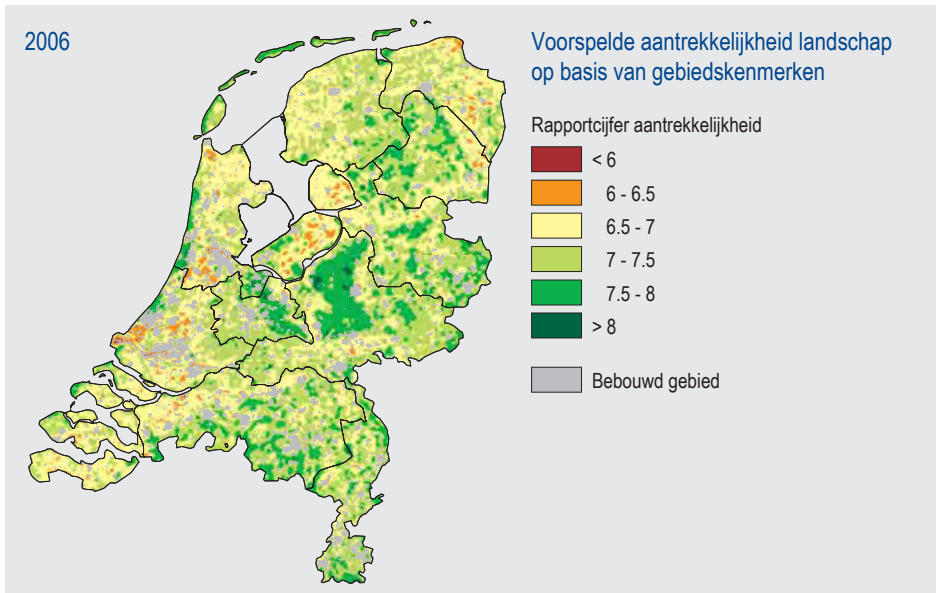 2006
Voorspelde aantrekkelijkheid landschap
op basis van gebiedskenmerken
Rapportcijfer aantrekkelijkheid
< 6
6 - 6.5
6.5 - 7
7 - 7.5
7.5 - 8
> 8
Bebouwd gebied